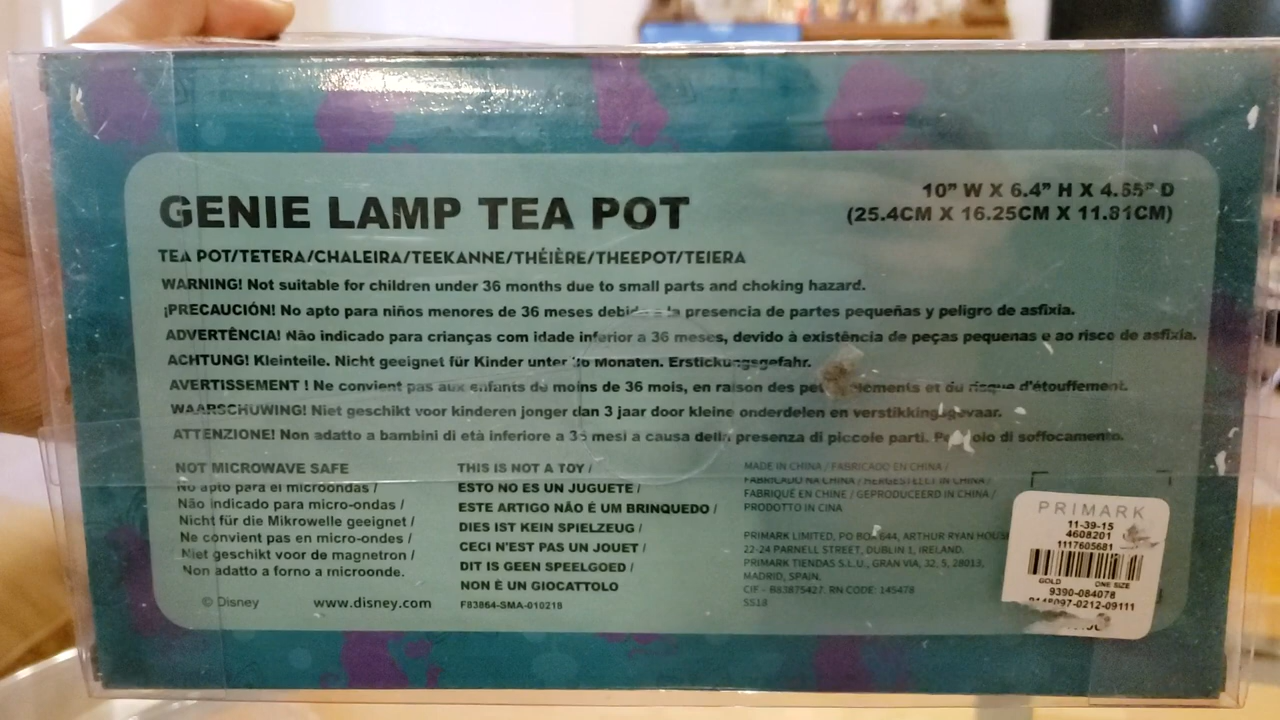 GENIE LAMP TEA POT
10” W X 6.4” H X 4.65” D
(25.4CM X 16.25CM X 11.81CM)
TEA POT/TETERA/CHALEIRA/TEEKANNE/THÉIÈRE/THEEPOT/TEIERA
WARNING! Not suitable for children under 36 months due to small parts and choking hazard.
¡PRECAUCIÓN! No apto para niños menores de 36 meses debido a la presencia de partes pequeñas y peligro de asfixia.
ADVERTÊNCIA! Não indicado para crianças com idade inferior a 36 meses, devido à existência de peças pequenas e ao risco de asfixia.
ACHTUNG! Kleinteile. Nicht geeignet für Kinder unter 36 Monaten. Erstickungsgefahr.
AVERTISSEMENT ! Ne convient pas aux enfants de moins de 36 mois, en raison des petits éléments et du risque d'étouffement.
WAARSCHUWING! Niet geschikt voor kinderen jonger dan 3 jaar door kleine onderdelen en verstikkingsgevaar.
ATTENZIONE! Non adatto a bambini di età inferiore a 36 mesi a causa della presenza di piccole parti. Pericolo di soffocamento.
NOT MICROWAVE SAFE
No apto para el microondas /
Não indicado para micro-ondas /
Nicht für die Mikrowelle geeignet /
Ne convient pas en micro-ondes /
Niet geschikt voor de magnetron /
Non adatto a forno a microonde.
© Disney www.disney.com
THIS IS NOT A TOY /
ESTO NO ES UN JUGUETE /
ESTE ARTIGO NÃO É UM BRINQUEDO /
DIES IST KEIN SPIELZEUG /
CECI N'EST PAS UN JOUET /
DIT IS GEEN SPEELGOED /
NON È UN GIOCATTOLO
F83864-SMA-010218
MADE IN CHINA / FABRICADO EN CHINA /
FABRICADO NA CHINA / HERGESTELLT IN CHINA /
FABRIQUÉ EN CHINE / GEPRODUCEERD IN CHINA /
PRODOTTO IN CINA
PRIMARK LIMITED, PO BOX 644, ARTHUR RYAN HOUSE
22-24 PARNELL STREET, DUBLIN 1, IRELAND.
PRIMARK TIENDAS S.L.U., GRAN VIA, 32, 5, 28013,
MADRID, SPAIN.
CIF – B83875427. RN CODE: 145478
SS18
PRIMARK
11-39-15
4608201
1117605681
GOLD ONE SIZE
9390-084078
0148097-0212-09111